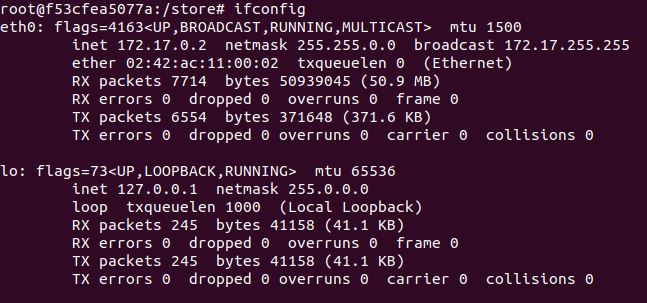 root@f53cfea5077a:/store# ifconfig
eth0: flags=4163<UP,BROADCAST,RUNNING,MULTICAST>  mtu 1500
        inet 172.17.0.2  netmask 255.255.0.0  broadcast 172.17.255.255
        ether 02:42:ac:11:00:02  txqueuelen 0  (Ethernet)
        RX packets 7714  bytes 50939045 (50.9 MB)
        RX errors 0  dropped 0  overruns 0  frame 0
        TX packets 6554  bytes 371648 (371.6 KB)
        TX errors 0  dropped 0 overruns 0  carrier 0  collisions 0

lo: flags=73<UP,LOOPBACK,RUNNING>  mtu 65536
        inet 127.0.0.1  netmask 255.0.0.0
        loop  txqueuelen 1000  (Local Loopback)
        RX packets 245  bytes 41158 (41.1 KB)
        RX errors 0  dropped 0  overruns 0  frame 0
        TX packets 245  bytes 41158 (41.1 KB)
        TX errors 0  dropped 0 overruns 0  carrier 0  collisions 0